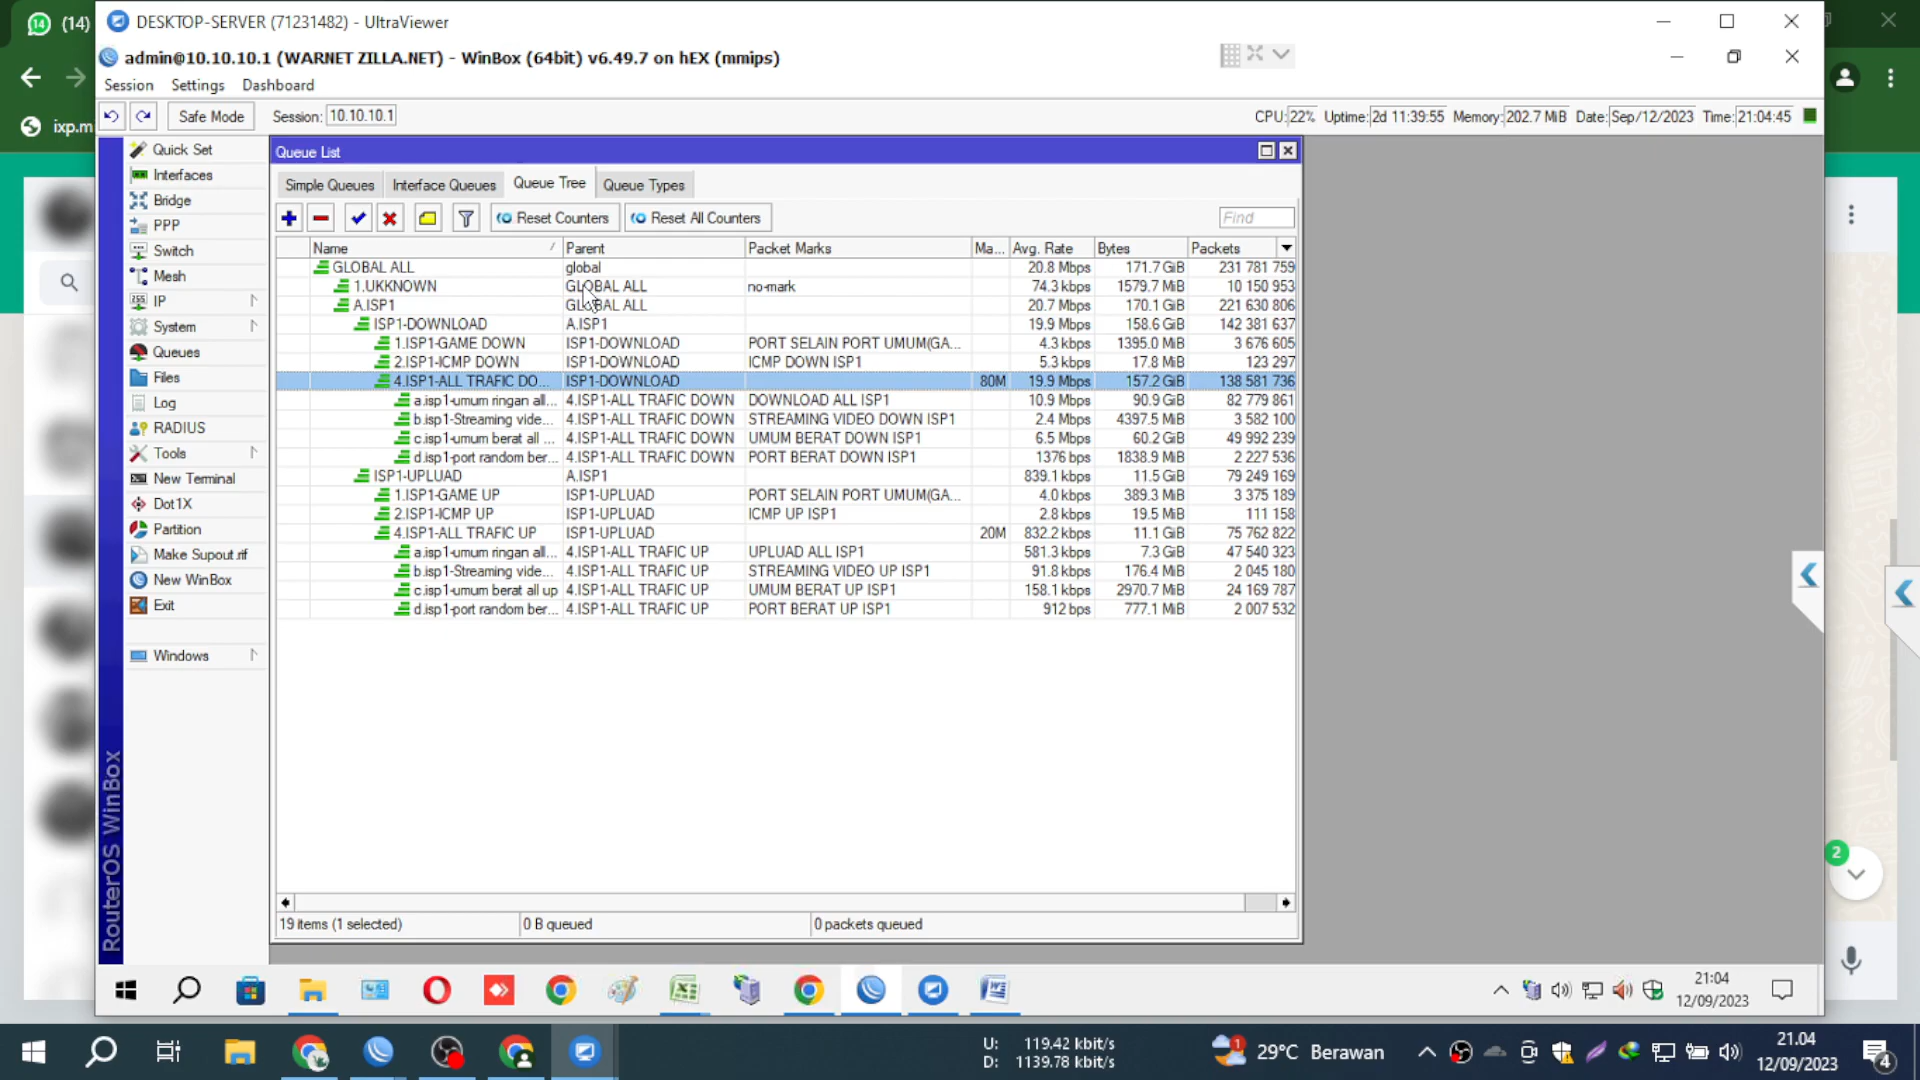 (14)
DESKTOP-SERVER (71231482) - UltraViewer
admin@10.10.10.1 (WARNET ZILLA.NET) - WinBox (64bit) v6.49.7 on hEX (mmips)
Session Settings Dashboard
ixp.m
Safe Mode Session: 10.10.10.1 CPU: 22% Uptime: 2d 11:39:55 Memory: 202.7 MiB Date: Sep/12/2023 Time: 21:04:45
Quick Set
Interfaces
Bridge
PPP
Switch
Mesh
IP
System
Queues
Files
Log
RADIUS
Tools
New Terminal
Dot1X
Partition
Make Supout.rif
New WinBox
Exit
Windows
RouterOS WinBox
Queue List
Simple Queues Interface Queues Queue Tree Queue Types
Reset Counters Reset All Counters Find
Name / Parent Packet Marks Ma... Avg. Rate Bytes Packets
GLOBAL ALL global 20.8 Mbps 171.7 GiB 231 781 759
1.UKKNOWN GLOBAL ALL no-mark 74.3 kbps 1579.7 MiB 10 150 953
A.ISP1 GLOBAL ALL 20.7 Mbps 170.1 GiB 221 630 806
ISP1-DOWNLOAD A.ISP1 19.9 Mbps 158.6 GiB 142 381 637
1.ISP1-GAME DOWN ISP1-DOWNLOAD PORT SELAIN PORT UMUM(GA... 4.3 kbps 1395.0 MiB 3 676 605
2.ISP1-ICMP DOWN ISP1-DOWNLOAD ICMP DOWN ISP1 5.3 kbps 17.8 MiB 123 297
4.ISP1-ALL TRAFIC DO... ISP1-DOWNLOAD 80M 19.9 Mbps 157.2 GiB 138 581 736
a.isp1-umum ringan all... 4.ISP1-ALL TRAFIC DOWN DOWNLOAD ALL ISP1 10.9 Mbps 90.9 GiB 82 779 861
b.isp1-Streaming vide... 4.ISP1-ALL TRAFIC DOWN STREAMING VIDEO DOWN ISP1 2.4 Mbps 4397.5 MiB 3 582 100
c.isp1-umum berat all ... 4.ISP1-ALL TRAFIC DOWN UMUM BERAT DOWN ISP1 6.5 Mbps 60.2 GiB 49 992 239
d.isp1-port random ber... 4.ISP1-ALL TRAFIC DOWN PORT BERAT DOWN ISP1 1376 bps 1838.9 MiB 2 227 536
ISP1-UPLUAD A.ISP1 839.1 kbps 11.5 GiB 79 249 169
1.ISP1-GAME UP ISP1-UPLUAD PORT SELAIN PORT UMUM(GA... 4.0 kbps 389.3 MiB 3 375 189
2.ISP1-ICMP UP ISP1-UPLUAD ICMP UP ISP1 2.8 kbps 19.5 MiB 111 158
4.ISP1-ALL TRAFIC UP ISP1-UPLUAD 20M 832.2 kbps 11.1 GiB 75 762 822
a.isp1-umum ringan all... 4.ISP1-ALL TRAFIC UP UPLUAD ALL ISP1 581.3 kbps 7.3 GiB 47 540 323
b.isp1-Streaming vide... 4.ISP1-ALL TRAFIC UP STREAMING VIDEO UP ISP1 91.8 kbps 176.4 MiB 2 045 180
c.isp1-umum berat all up 4.ISP1-ALL TRAFIC UP UMUM BERAT UP ISP1 158.1 kbps 2970.7 MiB 24 169 787
d.isp1-port random ber... 4.ISP1-ALL TRAFIC UP PORT BERAT UP ISP1 912 bps 777.1 MiB 2 007 532
19 items (1 selected) 0 B queued 0 packets queued
2
21:04
12/09/2023
U: 119.42 kbit/s
D: 1139.78 kbit/s
1 29°C Berawan
21.04
12/09/2023
4